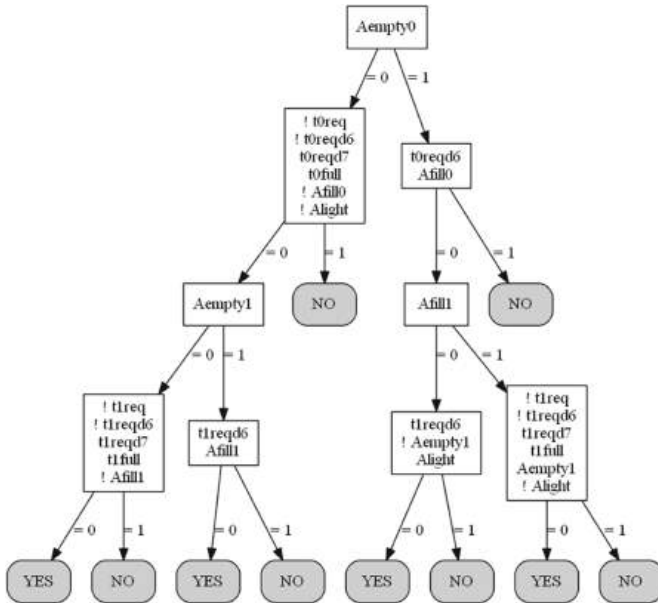 Aempty0
= 0
= 1
! t0req
! t0reqd6
t0reqd7
t0full
! Afill0
! Alight
t0reqd6
Afill0
= 0
= 1
= 0
= 1
Aempty1
NO
Afill1
NO
= 0
= 1
= 0
= 1
! t1req
! t1reqd6
t1reqd7
t1full
! Afill1
t1reqd6
Afill1
t1reqd6
! Aempty1
Alight
! t1req
! t1reqd6
t1reqd7
t1full
Aempty1
! Alight
= 0
= 1
= 0
= 1
= 0
= 1
= 0
= 1
YES
NO
YES
NO
YES
NO
YES
NO